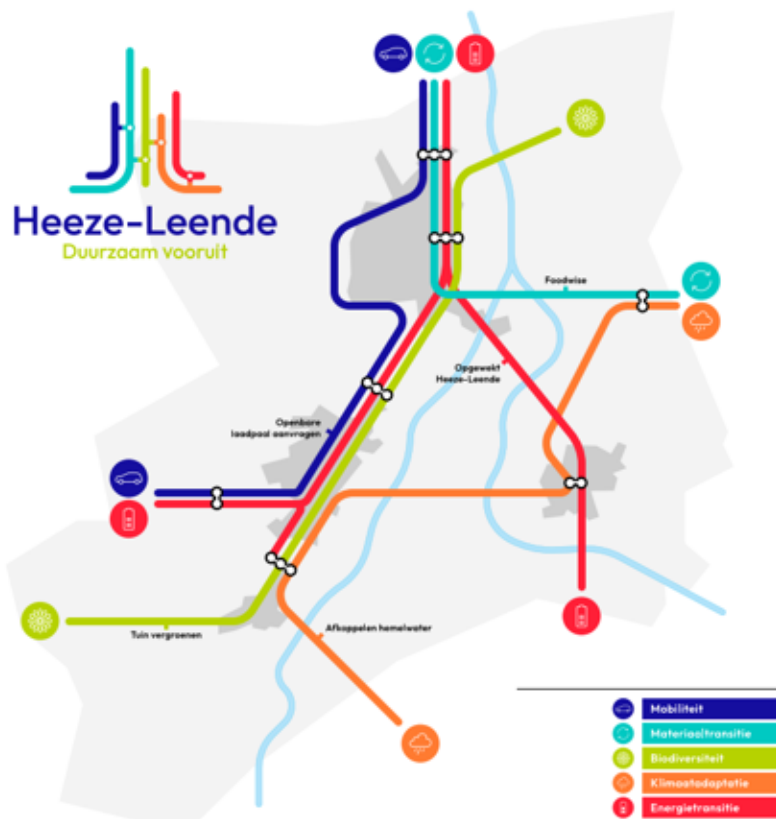 Heeze-Leende
Duurzaam vooruit
Foodwise
Opgewekt
Heeze-Leende
Openbare
laadpaal aanvragen
Tuin vergroenen
Afkoppelen hemelwater
Mobiliteit
Materiaaltransitie
Biodiversiteit
Klimaatadaptatie
Energietransitie